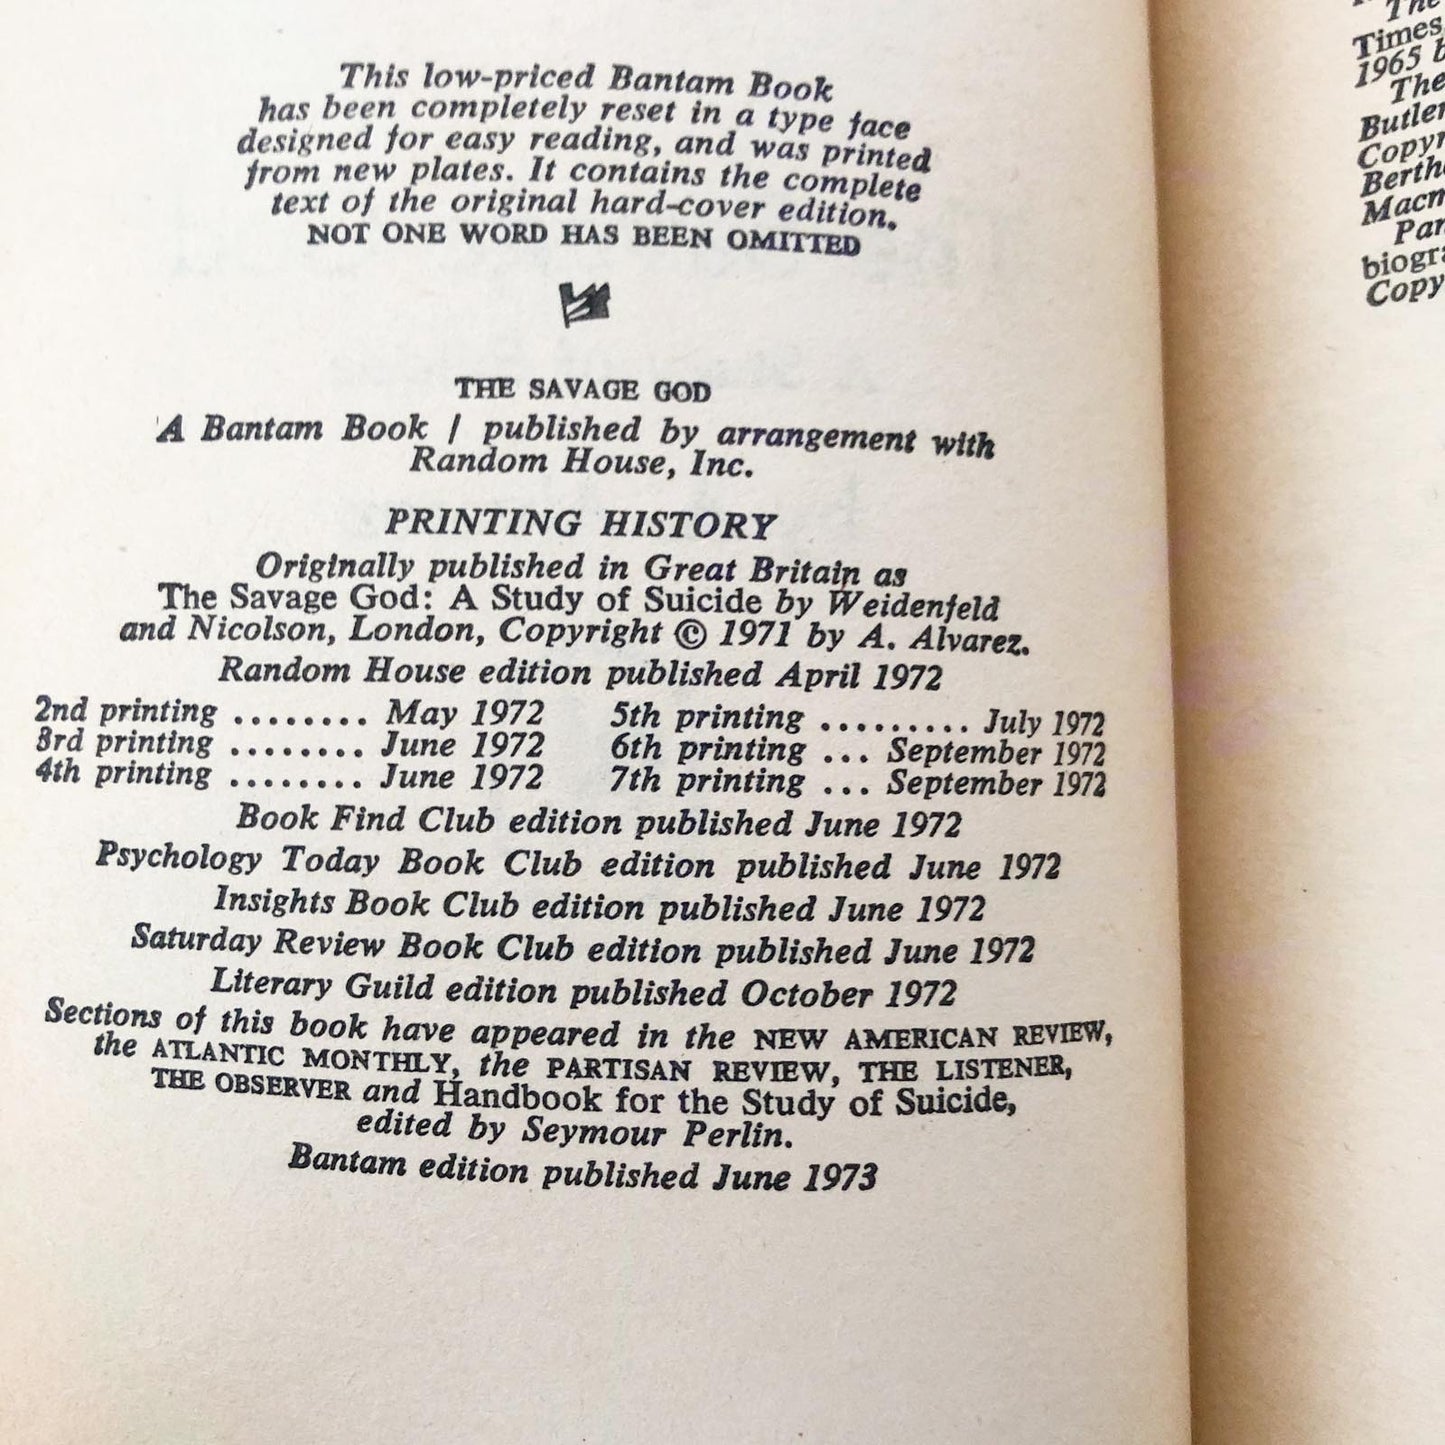 This low-priced Bantam Book
has been completely reset in a type face
designed for easy reading, and was printed
from new plates. It contains the complete
text of the original hard-cover edition.
NOT ONE WORD HAS BEEN OMITTED
THE SAVAGE GOD
A Bantam Book / published by arrangement with
Random House, Inc.
PRINTING HISTORY
Originally published in Great Britain as
The Savage God: A Study of Suicide by Weidenfeld
and Nicolson, London, Copyright © 1971 by A. Alvarez.
Random House edition published April 1972
2nd printing ........ May 1972 5th printing ......... July 1972
3rd printing ........ June 1972 6th printing ... September 1972
4th printing ........ June 1972 7th printing ... September 1972
Book Find Club edition published June 1972
Psychology Today Book Club edition published June 1972
Insights Book Club edition published June 1972
Saturday Review Book Club edition published June 1972
Literary Guild edition published October 1972
Sections of this book have appeared in the NEW AMERICAN REVIEW,
the ATLANTIC MONTHLY, the PARTISAN REVIEW, THE LISTENER,
THE OBSERVER and Handbook for the Study of Suicide,
edited by Seymour Perlin.
Bantam edition published June 1973
The
Times
1965
The
Butler